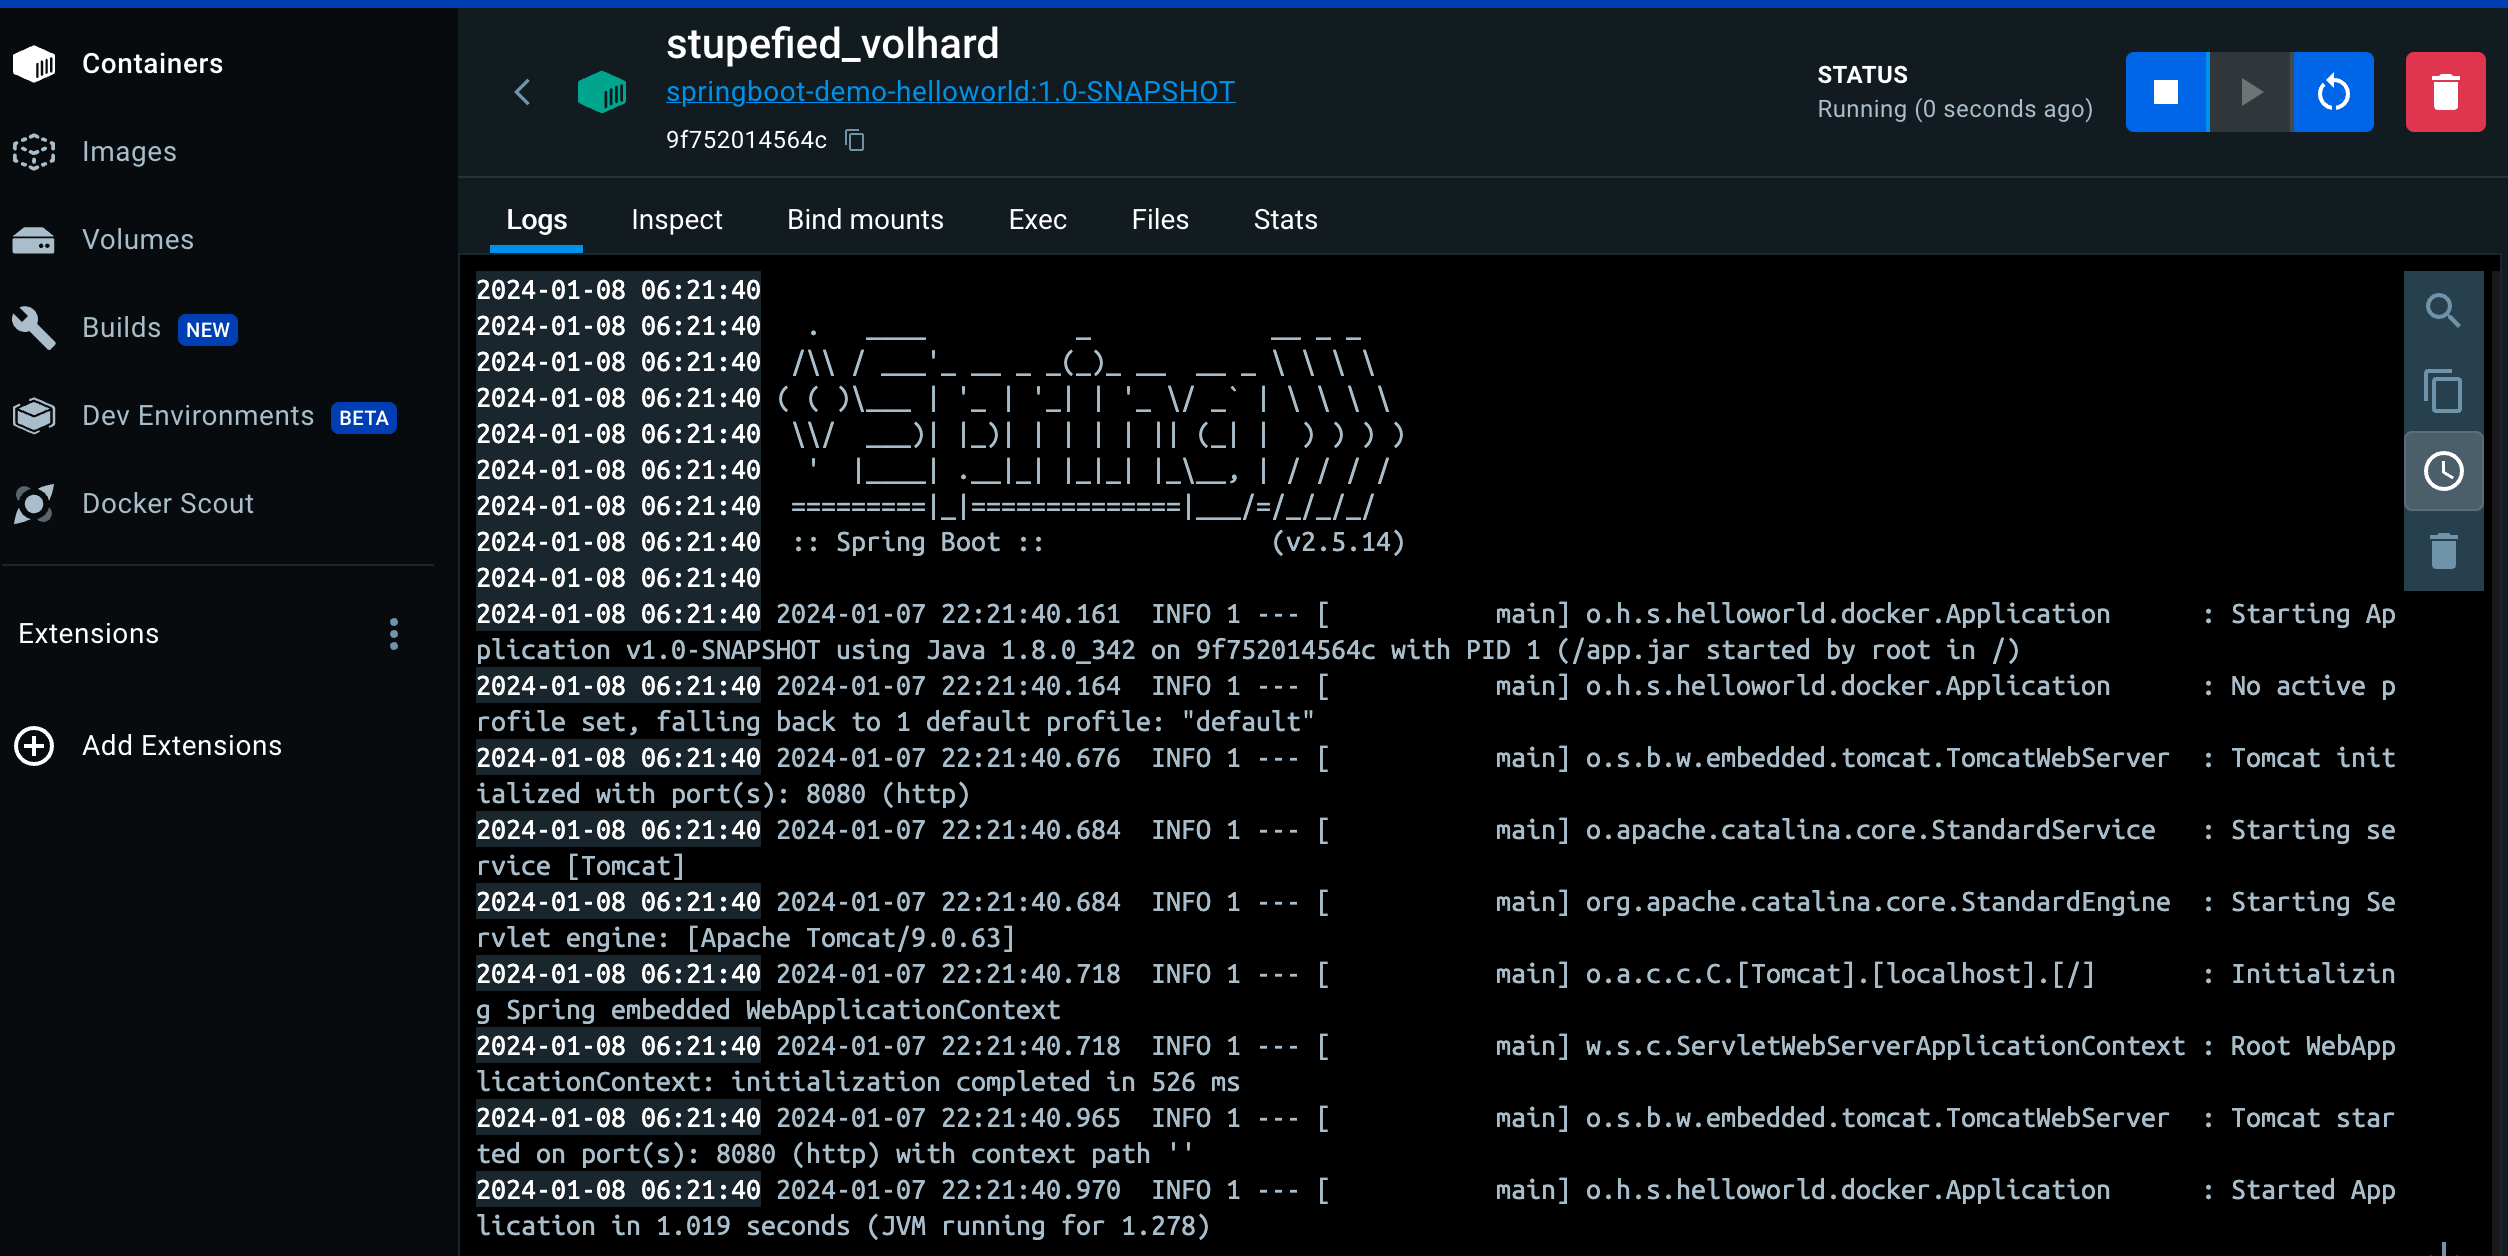 Containers
Images
Volumes
Builds NEW
Dev Environments BETA
Docker Scout
Extensions
Add Extensions
stupefied_volhard
springboot-demo-helloworld:1.0-SNAPSHOT
9f752014564c
STATUS
Running (0 seconds ago)
Logs Inspect Bind mounts Exec Files Stats
2024-01-08 06:21:40
2024-01-08 06:21:40   .   ____          _            __ _ _
2024-01-08 06:21:40  /\\ / ___'_ __ _ _(_)_ __  __ _ \ \ \ \
2024-01-08 06:21:40 ( ( )\___ | '_ | '_| | '_ \/ _` | \ \ \ \
2024-01-08 06:21:40  \\/  ___)| |_)| | | | | || (_| |  ) ) ) )
2024-01-08 06:21:40   '  |____| .__|_| |_|_| |_\__, | / / / /
2024-01-08 06:21:40  =========|_|==============|___/=/_/_/_/
2024-01-08 06:21:40  :: Spring Boot ::               (v2.5.14)
2024-01-08 06:21:40
2024-01-08 06:21:40 2024-01-07 22:21:40.161  INFO 1 --- [           main] o.h.s.helloworld.docker.Application      : Starting Ap
plication v1.0-SNAPSHOT using Java 1.8.0_342 on 9f752014564c with PID 1 (/app.jar started by root in /)
2024-01-08 06:21:40 2024-01-07 22:21:40.164  INFO 1 --- [           main] o.h.s.helloworld.docker.Application      : No active p
rofile set, falling back to 1 default profile: "default"
2024-01-08 06:21:40 2024-01-07 22:21:40.676  INFO 1 --- [           main] o.s.b.w.embedded.tomcat.TomcatWebServer  : Tomcat init
ialized with port(s): 8080 (http)
2024-01-08 06:21:40 2024-01-07 22:21:40.684  INFO 1 --- [           main] o.apache.catalina.core.StandardService   : Starting se
rvice [Tomcat]
2024-01-08 06:21:40 2024-01-07 22:21:40.684  INFO 1 --- [           main] org.apache.catalina.core.StandardEngine  : Starting Se
rvlet engine: [Apache Tomcat/9.0.63]
2024-01-08 06:21:40 2024-01-07 22:21:40.718  INFO 1 --- [           main] o.a.c.c.C.[Tomcat].[localhost].[/]       : Initializin
g Spring embedded WebApplicationContext
2024-01-08 06:21:40 2024-01-07 22:21:40.718  INFO 1 --- [           main] w.s.c.ServletWebServerApplicationContext : Root WebApp
licationContext: initialization completed in 526 ms
2024-01-08 06:21:40 2024-01-07 22:21:40.965  INFO 1 --- [           main] o.s.b.w.embedded.tomcat.TomcatWebServer  : Tomcat star
ted on port(s): 8080 (http) with context path ''
2024-01-08 06:21:40 2024-01-07 22:21:40.970  INFO 1 --- [           main] o.h.s.helloworld.docker.Application      : Started App
lication in 1.019 seconds (JVM running for 1.278)